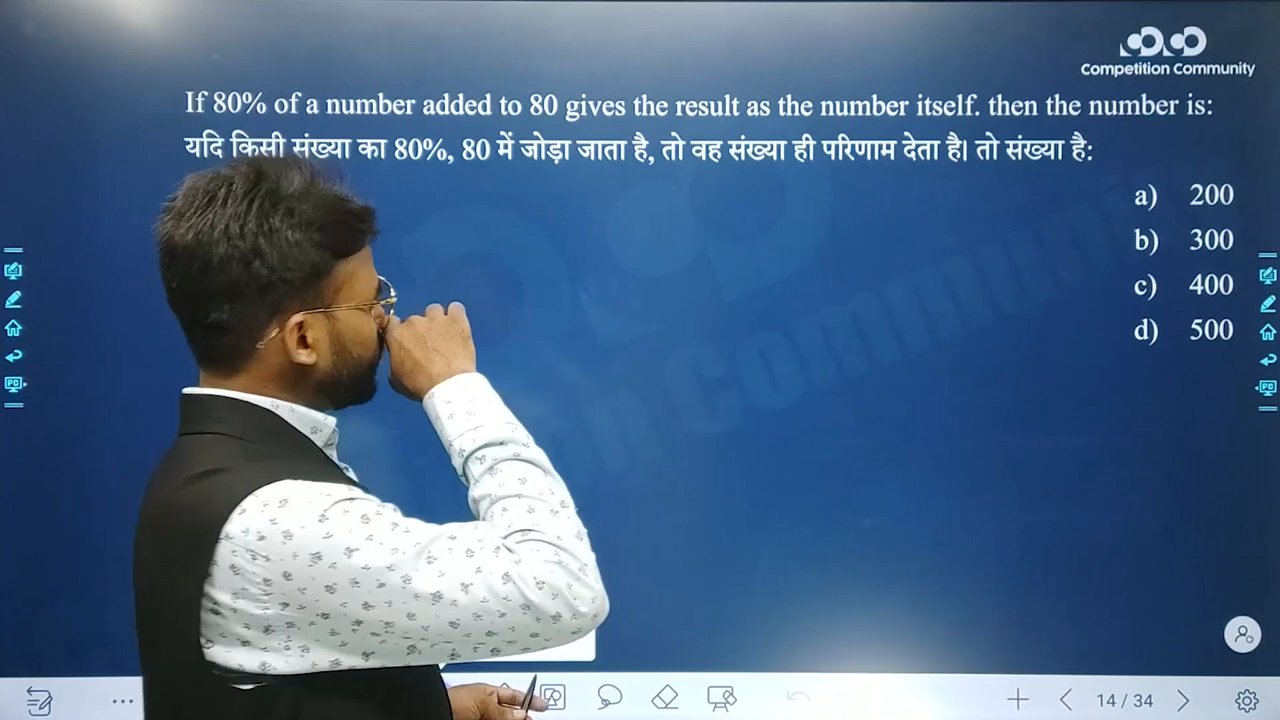 Competition Community
If 80% of a number added to 80 gives the result as the number itself. then the number is:
यदि किसी संख्या का 80%, 80 में जोड़ा जाता है, तो वह संख्या ही परिणाम देता है। तो संख्या है:
a) 200
b) 300
c) 400
d) 500
14 / 34